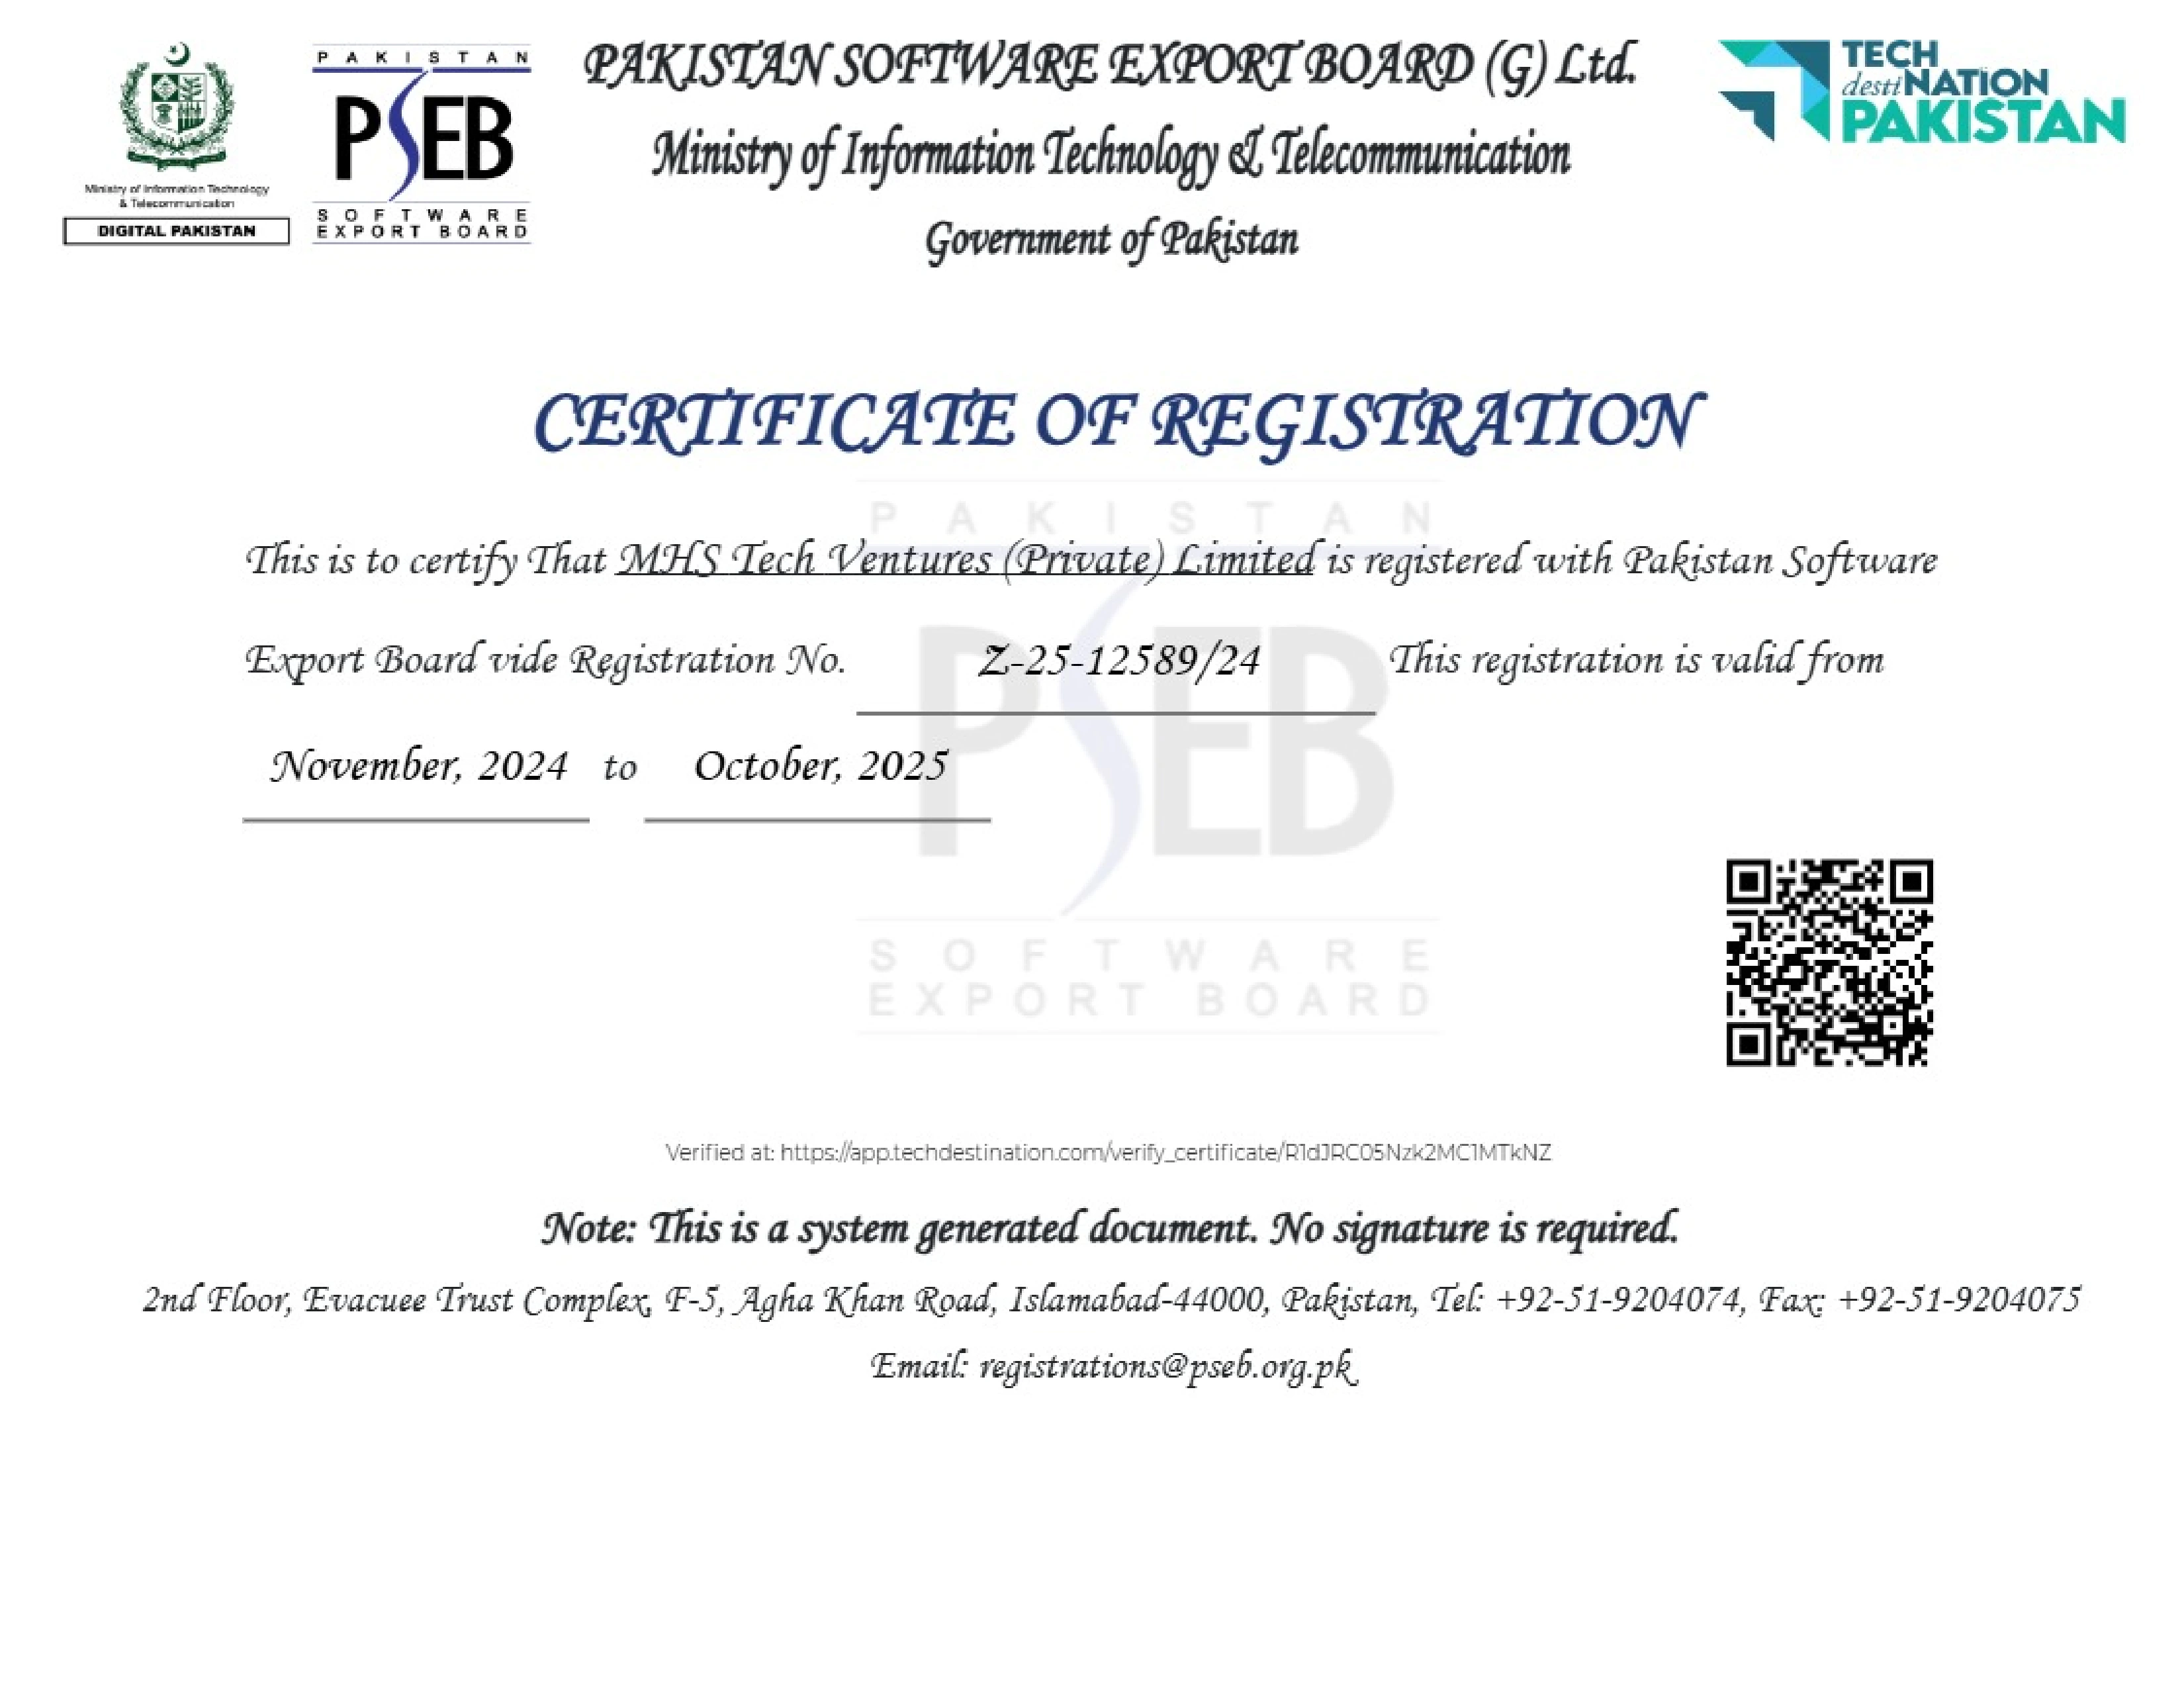 Ministry of Information Technology
& Telecommunication
DIGITAL PAKISTAN
PAKISTAN
PSEB
SOFTWARE
EXPORT BOARD
PAKISTAN SOFTWARE EXPORT BOARD (G) Ltd.
Ministry of Information Technology & Telecommunication
Government of Pakistan
TECH
destiNATION
PAKISTAN
CERTIFICATE OF REGISTRATION
PAKISTAN
This is to certify That MHS Tech Ventures (Private) Limited is registered with Pakistan Software
Export Board vide Registration No. Z-25-12589/24 This registration is valid from
PSEB
November, 2024 to October, 2025
SOFTWARE
EXPORT BOARD
Verified at: https://app.techdestination.com/verify_certificate/R1dJRC05Nzk2MC1MTkNZ
Note: This is a system generated document. No signature is required.
2nd Floor, Evacuee Trust Complex, F-5, Agha Khan Road, Islamabad-44000, Pakistan, Tel: +92-51-9204074, Fax: +92-51-9204075
Email: registrations@pseb.org.pk